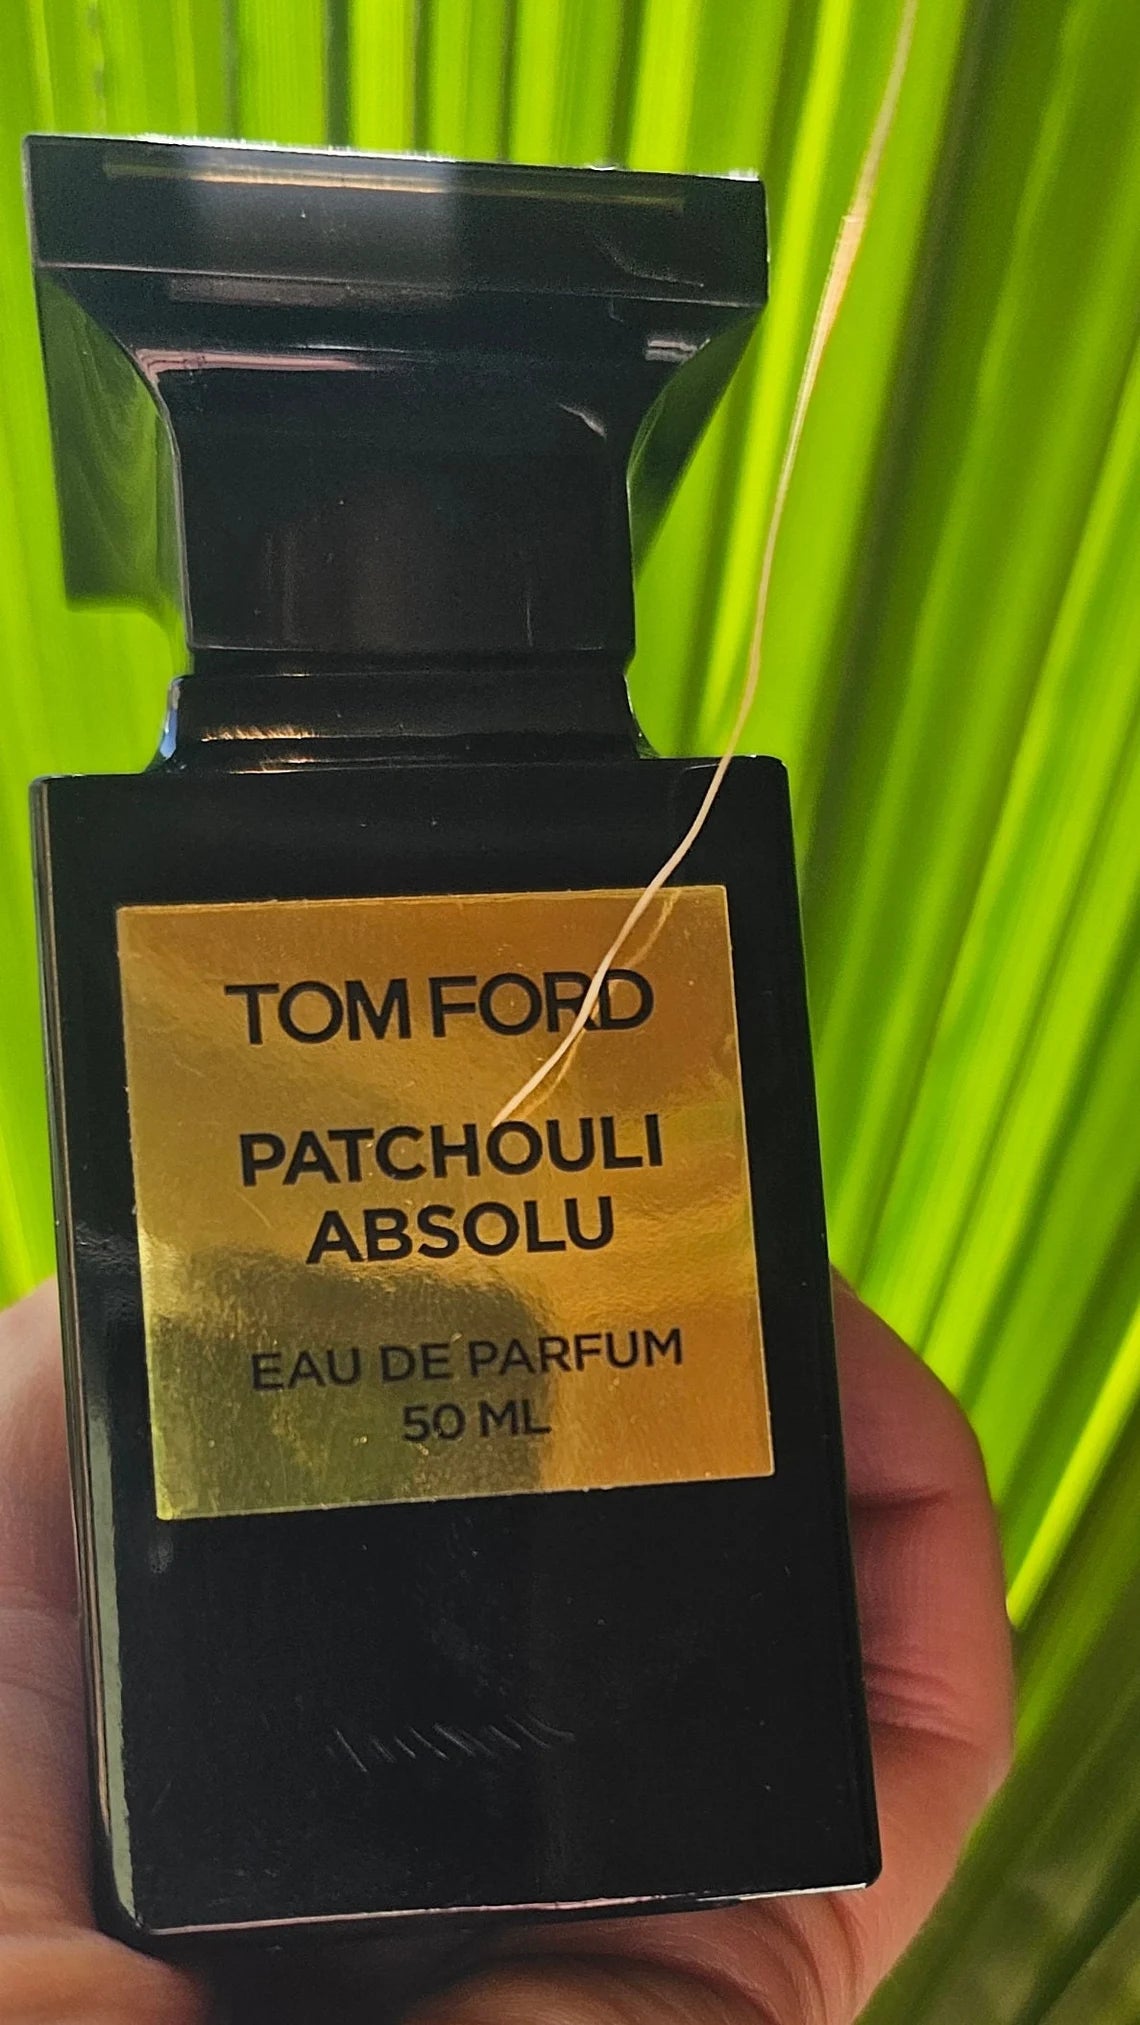 TOM FORD
PATCHOULI
ABSOLU
EAU DE PARFUM
50 ML